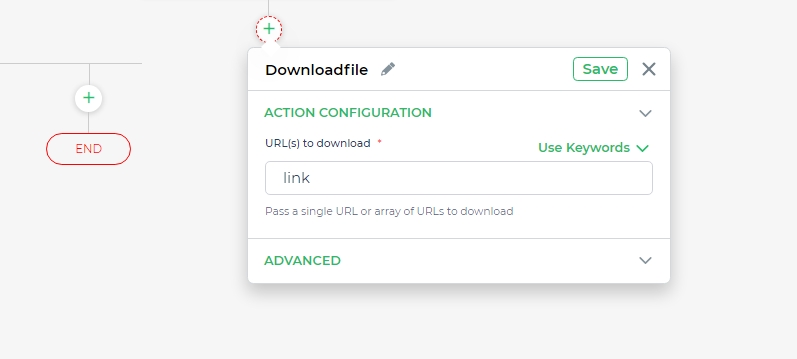 Downloadfile
Save
ACTION CONFIGURATION
URL(s) to download *
Use Keywords
link
Pass a single URL or array of URLs to download
ADVANCED
END